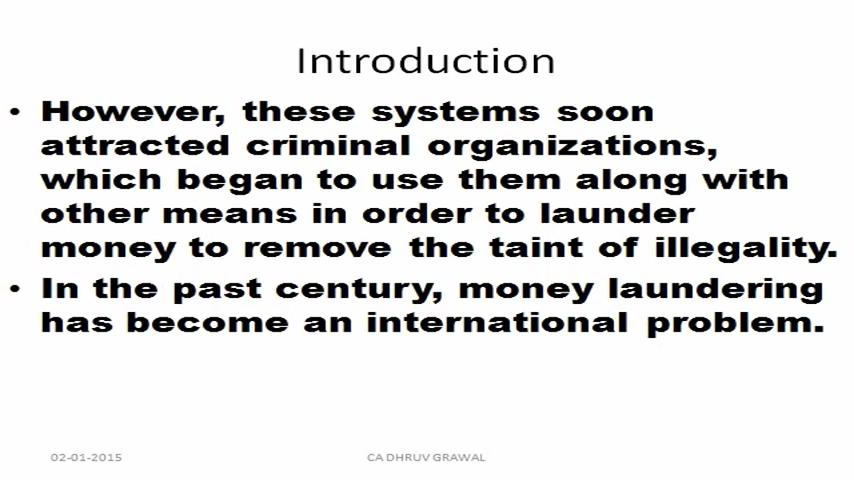 Introduction
• However, these systems soon
attracted criminal organizations,
which began to use them along with
other means in order to launder
money to remove the taint of illegality.
• In the past century, money laundering
has become an international problem.
02-01-2015
CA DHRUV GRAWAL